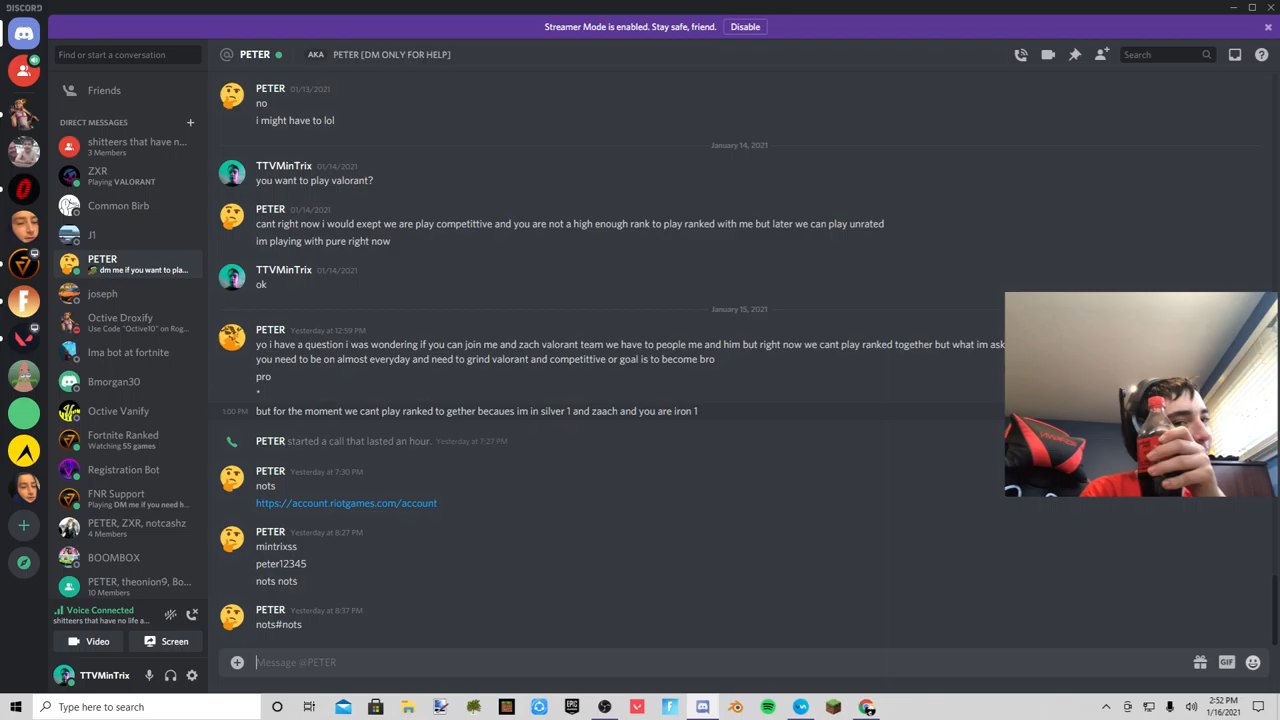 DISCORD
Streamer Mode is enabled. Stay safe, friend.
Disable
Find or start a conversation
PETER
AKA
PETER [DM ONLY FOR HELP]
Search
Friends
DIRECT MESSAGES
shitteers that have n...
3 Members
ZXR
Playing VALORANT
Common Birb
J1
PETER
dm me if you want to pla...
joseph
Octive Droxify
Use Code "Octive10" on Rog...
Ima bot at fortnite
Bmorgan30
Octive Vanify
Fortnite Ranked
Watching 55 games
Registration Bot
FNR Support
Playing DM me if you need h...
PETER, ZXR, notcashz
4 Members
BOOMBOX
PETER, theonion9, Bo...
10 Members
Voice Connected
shitteers that have no life a...
Video
Screen
TTVMinTrix
PETER 01/13/2021
no
i might have to lol
January 14, 2021
TTVMinTrix 01/14/2021
you want to play valorant?
PETER 01/14/2021
cant right now i would exept we are play competittive and you are not a high enough rank to play ranked with me but later we can play unrated
im playing with pure right now
TTVMinTrix 01/14/2021
ok
January 15, 2021
PETER Yesterday at 12:59 PM
yo i have a question i was wondering if you can join me and zach valorant team we have to people me and him but right now we cant play ranked together but what im ask
you need to be on almost everyday and need to grind valorant and competitive or goal is to become bro
pro
*
1:00 PM but for the moment we cant play ranked to gether becaues im in silver 1 and zaach and you are iron 1
PETER started a call that lasted an hour. Yesterday at 7:27 PM
PETER Yesterday at 7:30 PM
nots
https://account.riotgames.com/account
PETER Yesterday at 8:27 PM
mintrixss
peter12345
nots nots
PETER Yesterday at 8:37 PM
nots#nots
Message @PETER
GIF
Type here to search
EPIC
2:52 PM
1/16/2021